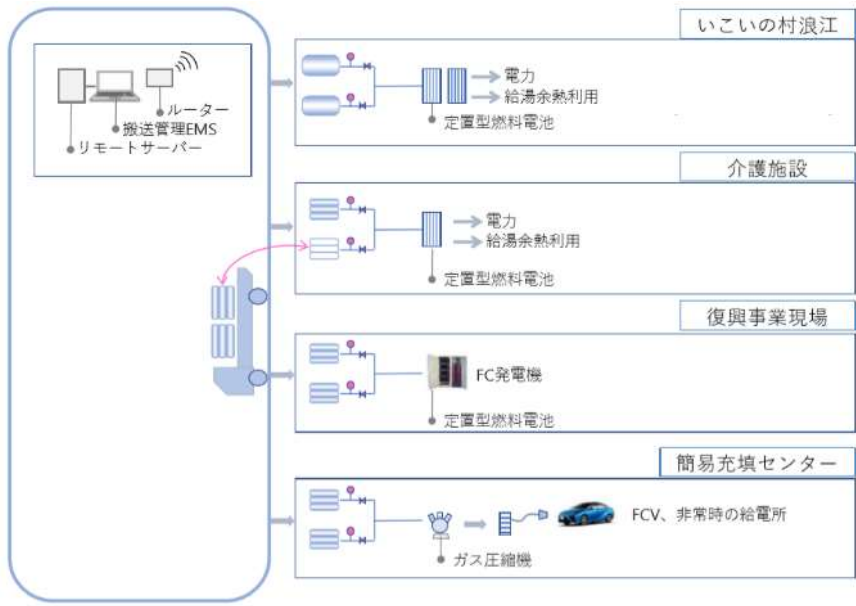 いこいの村浪江
ルーター
搬送管理EMS
リモートサーバー
電力
給湯余熱利用
定置型燃料電池
介護施設
電力
給湯余熱利用
定置型燃料電池
復興事業現場
FC発電機
定置型燃料電池
簡易充填センター
FCV、非常時の給電所
ガス圧縮機